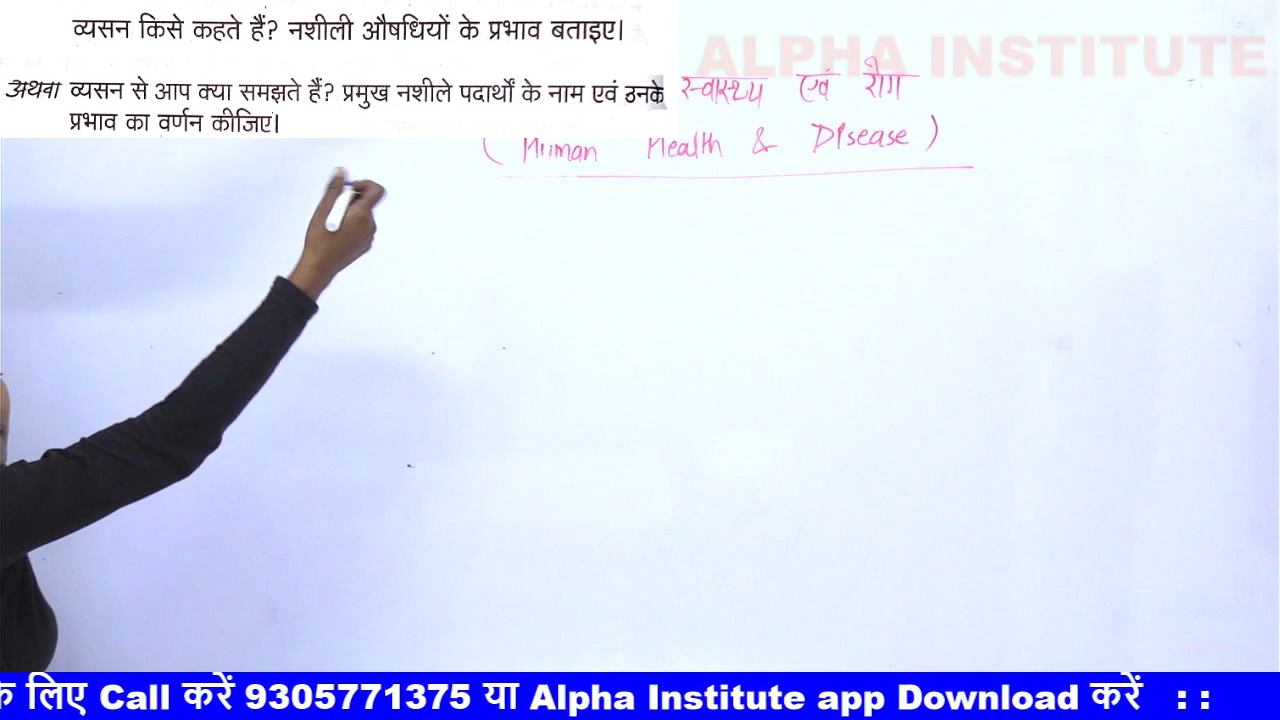 व्यसन किसे कहते हैं? नशीली औषधियों के प्रभाव बताइए।
ALPHA INSTITUTE
अथवा व्यसन से आप क्या समझते हैं? प्रमुख नशीले पदार्थों के नाम एवं उनके
प्रभाव का वर्णन कीजिए।
स्वास्थ्य एवं रोग
( Human Health & Disease )
के लिए Call करें 9305771375 या Alpha Institute app Download करें : :